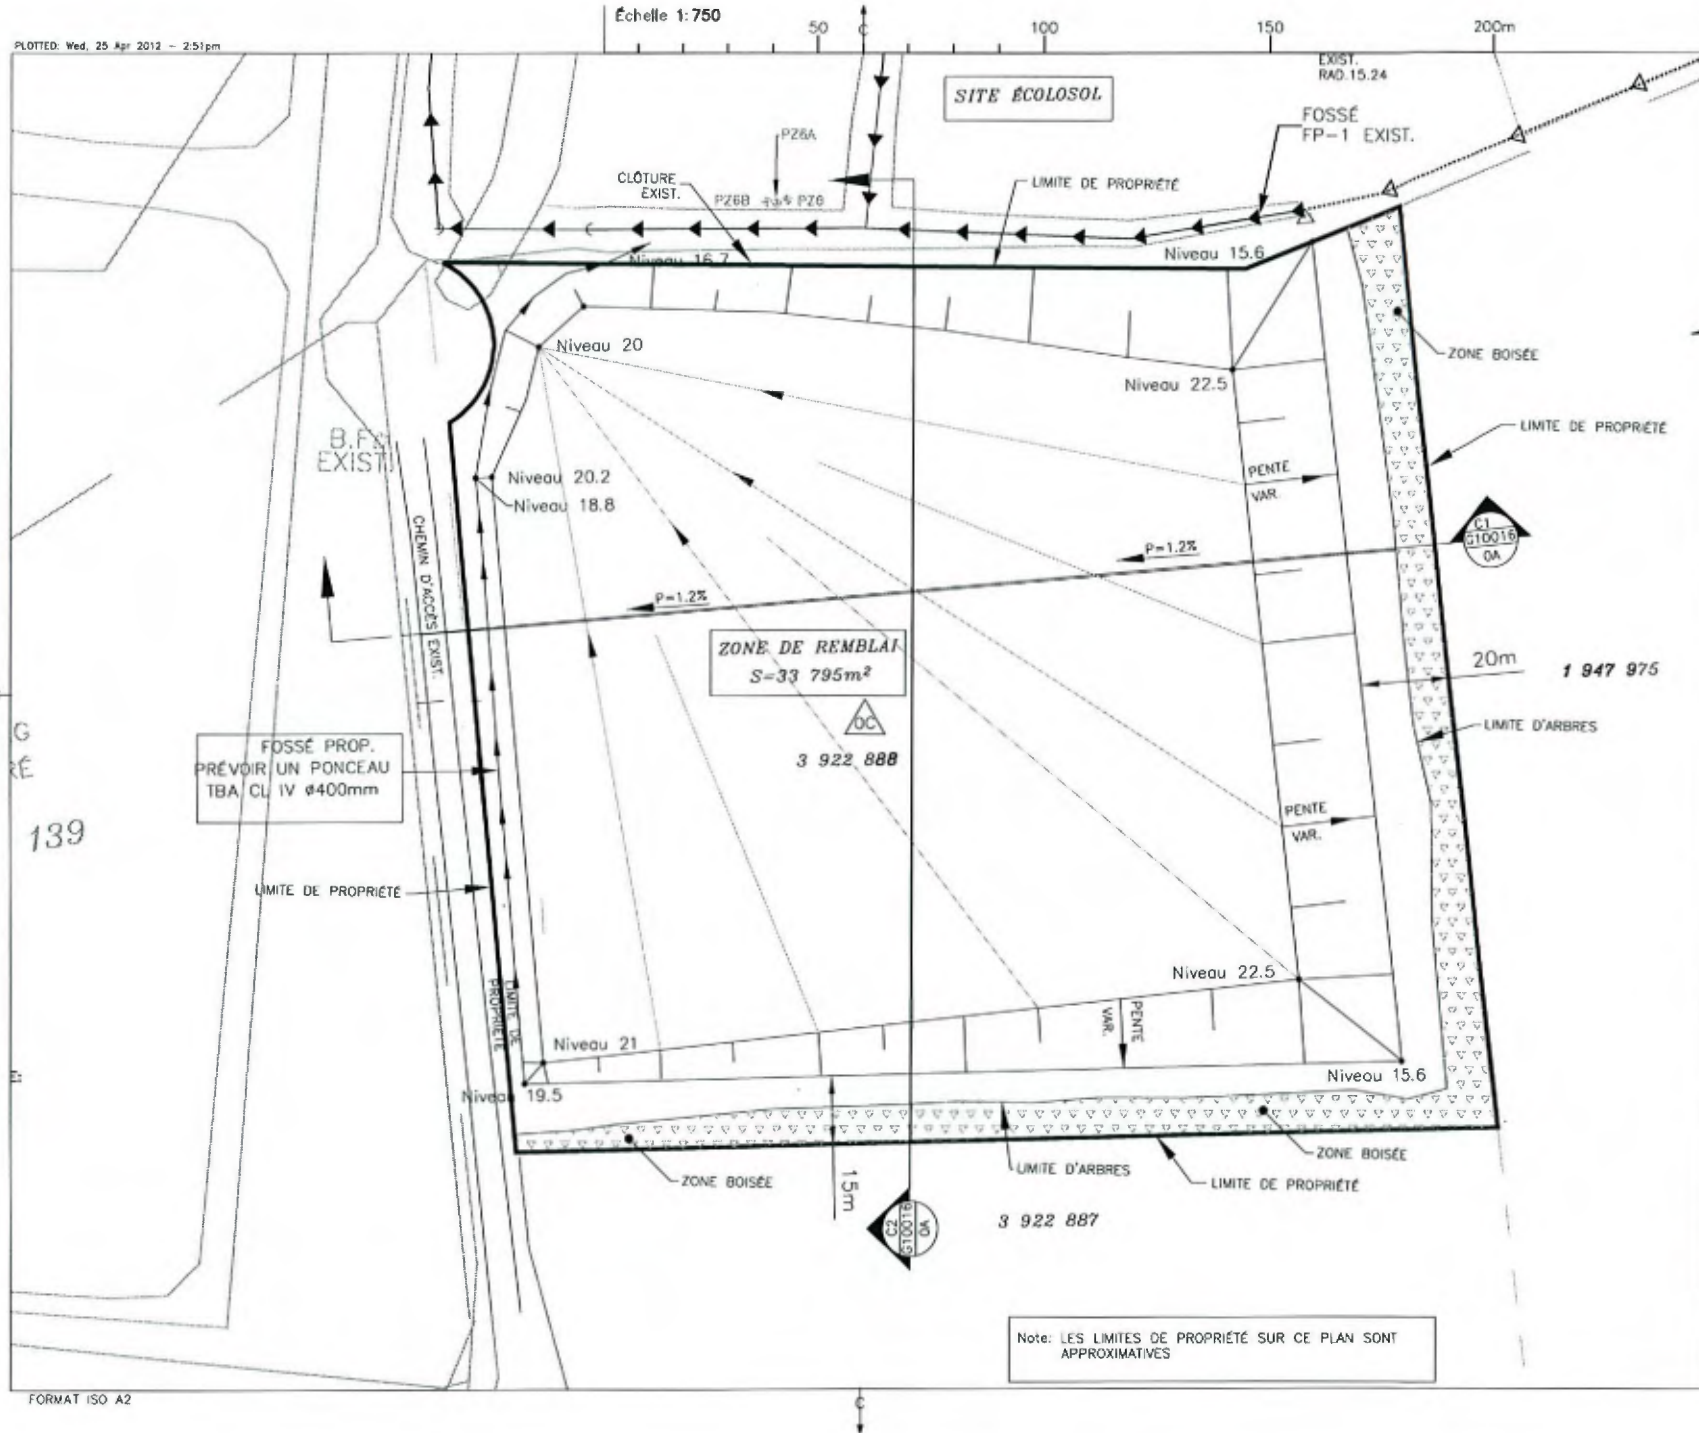 Échelle 1:750
50
C
100
150
200m
PLOTTED: Wed, 25 Apr 2012 - 2:51pm
EXIST.
RAD.15.24
SITE ÉCOLOSOL
FOSSÉ
FP-1 EXIST.
PZ6A
CLÔTURE
EXIST.
PZ6B
PZ6
LIMITE DE PROPRIÉTÉ
Niveau 16.7
Niveau 15.6
Niveau 20
ZONE BOISÉE
Niveau 22.5
LIMITE DE PROPRIÉTÉ
B.F.
EXIST.
Niveau 20.2
Niveau 18.8
PENTE
VAR.
CHEMIN D'ACCÈS EXIST.
C1
G10016
0A
P=1.2%
P=1.2%
ZONE DE REMBLAI
S=33 795m²
0C
3 922 888
20m
1 947 975
LIMITE D'ARBRES
G
RÉ
FOSSÉ PROP.
PRÉVOIR UN PONCEAU
TBA CL IV ø400mm
139
PENTE
VAR.
LIMITE DE PROPRIÉTÉ
Niveau 22.5
LIMITE DE
PROPRIÉTÉ
PENTE
VAR.
Niveau 21
Niveau 15.6
Niveau 19.5
ZONE BOISÉE
15m
LIMITE D'ARBRES
ZONE BOISÉE
LIMITE DE PROPRIÉTÉ
C2
G10016
0A
3 922 887
Note: LES LIMITES DE PROPRIÉTÉ SUR CE PLAN SONT
APPROXIMATIVES
FORMAT ISO A2
C